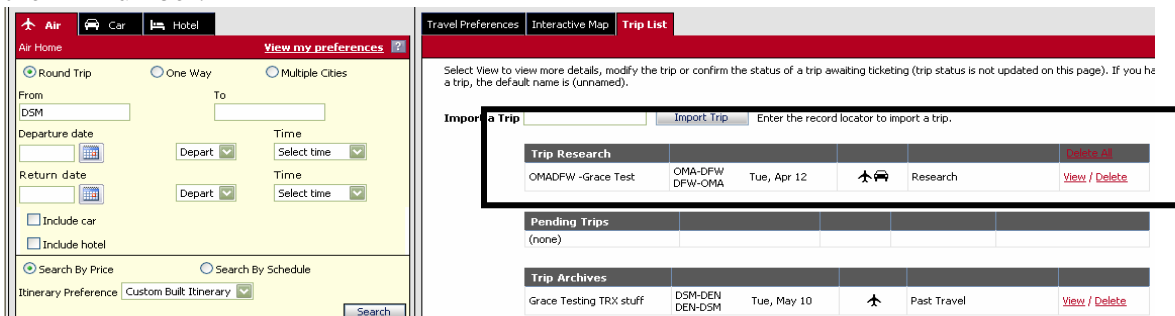 Air Car Hotel
Air Home View my preferences ?
Round Trip One Way Multiple Cities
From To
DSM
Departure date Time
Depart Select time
Return date Time
Depart Select time
Include car
Include hotel
Search By Price Search By Schedule
Itinerary Preference Custom Built Itinerary
Search
Travel Preferences Interactive Map Trip List
Select View to view more details, modify the trip or confirm the status of a trip awaiting ticketing (trip status is not updated on this page). If you ha
a trip, the default name is (unnamed).
Import a Trip Import Trip Enter the record locator to import a trip.
Trip Research Delete All
OMADFW -Grace Test OMA-DFW Tue, Apr 12 Research View / Delete
DFW-OMA
Pending Trips
(none)
Trip Archives
Grace Testing TRX stuff DSM-DEN Tue, May 10 Past Travel View / Delete
DEN-DSM